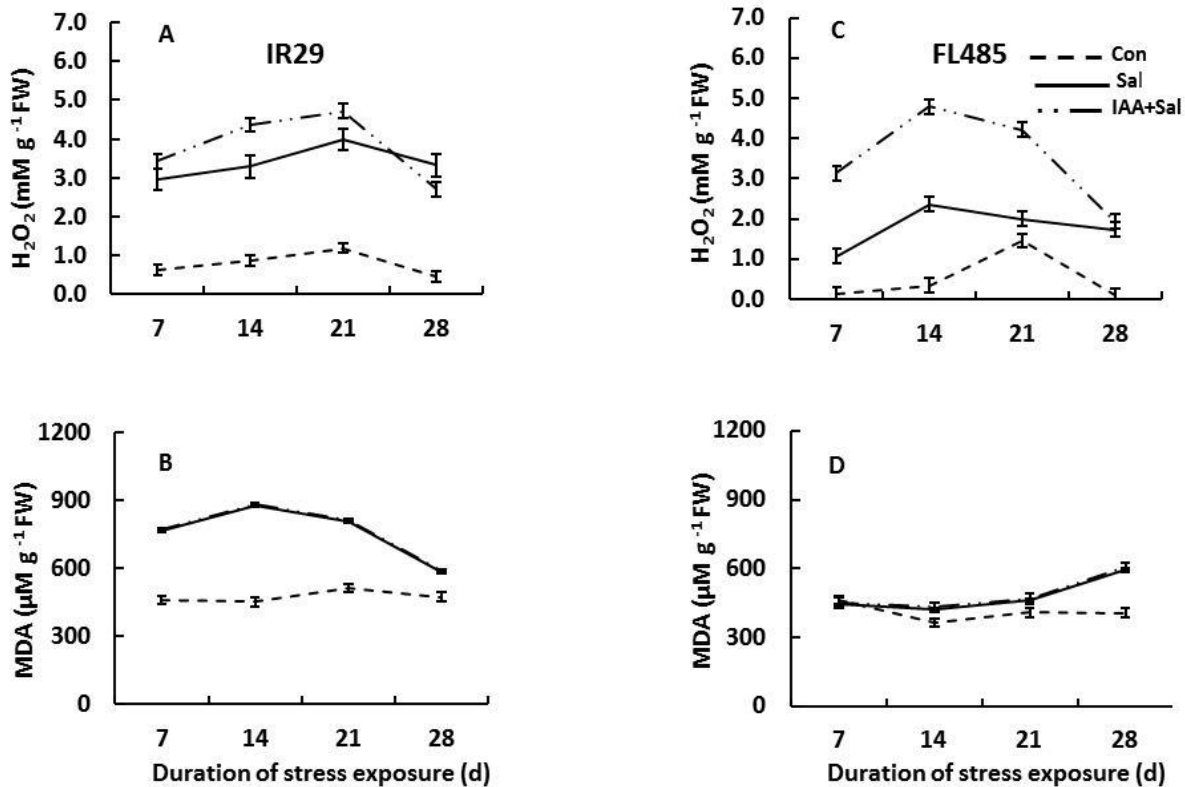 A
IR29
H₂O₂ (mM g⁻¹ FW)
7.0
6.0
5.0
4.0
3.0
2.0
1.0
0.0
7 14 21 28
C
FL485
Con
Sal
IAA+Sal
H₂O₂ (mM g⁻¹ FW)
7.0
6.0
5.0
4.0
3.0
2.0
1.0
0.0
7 14 21 28
B
MDA (µM g⁻¹ FW)
1200
900
600
300
0
7 14 21 28
Duration of stress exposure (d)
D
MDA (µM g⁻¹ FW)
1200
900
600
300
0
7 14 21 28
Duration of stress exposure (d)